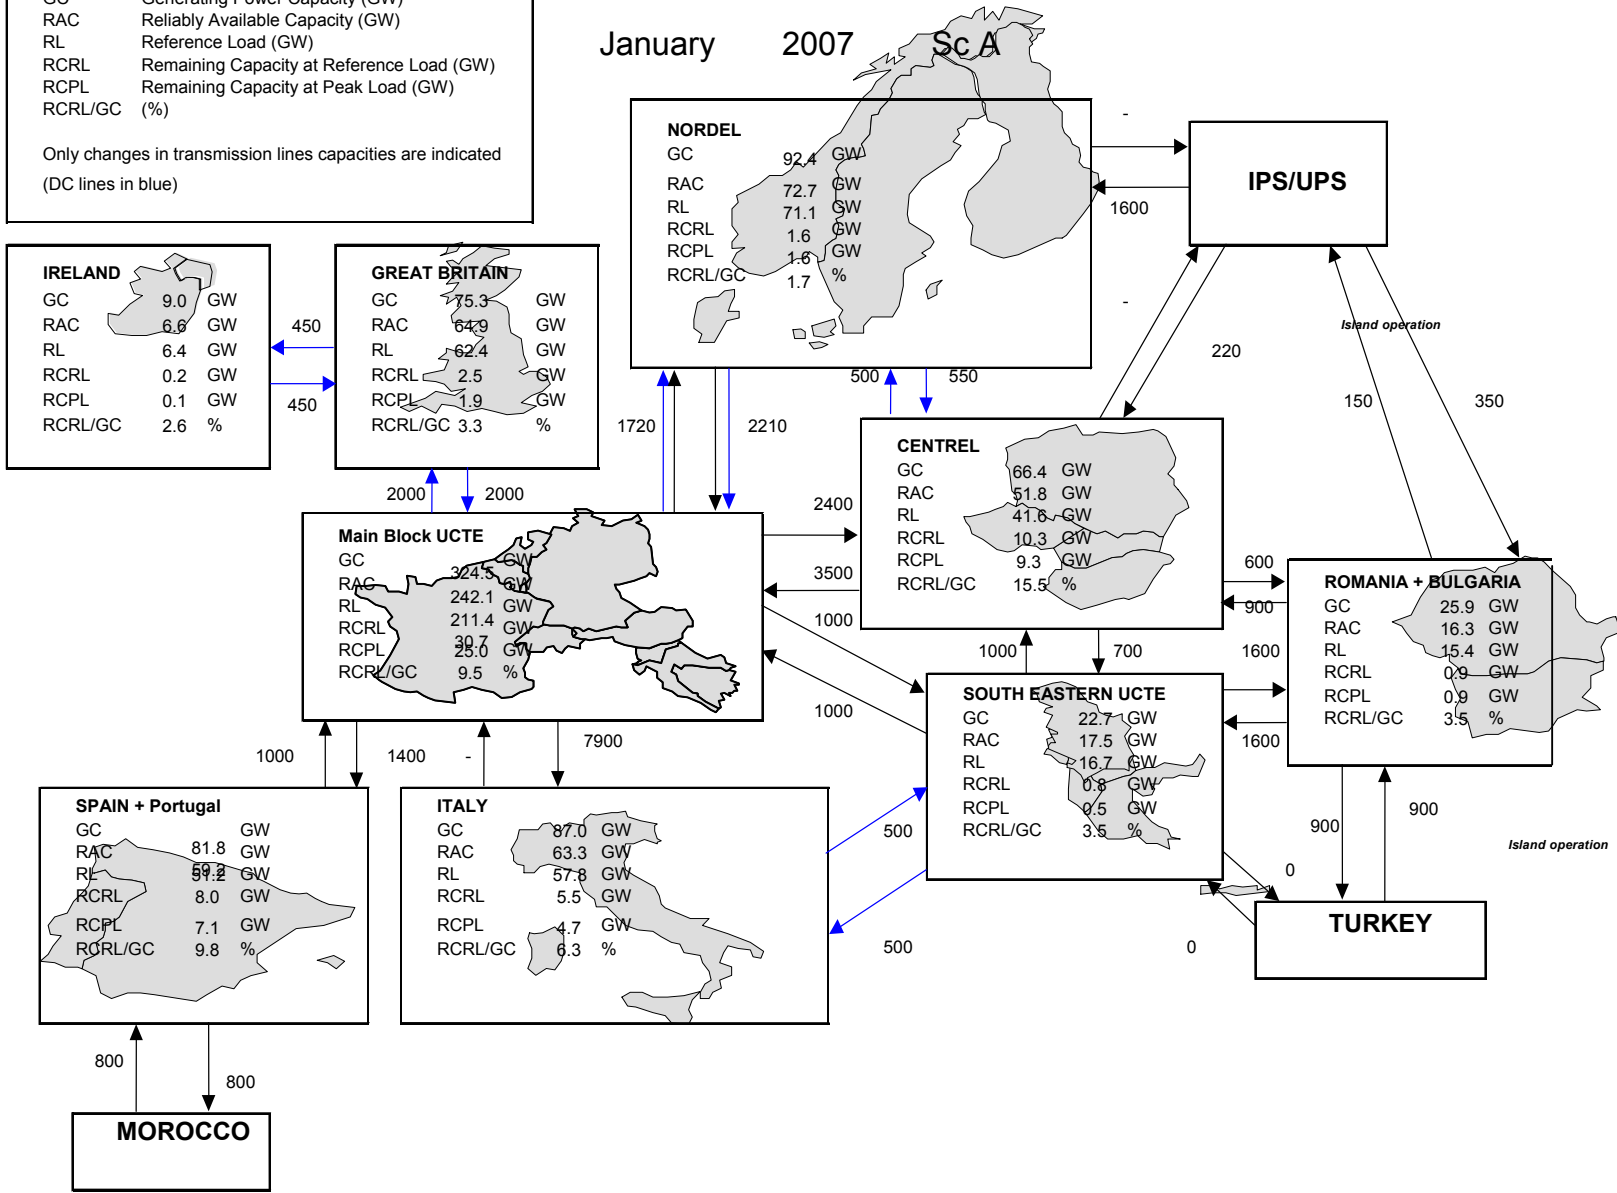 GC Generating Power Capacity (GW)
RAC Reliably Available Capacity (GW)
RL Reference Load (GW)
RCRL Remaining Capacity at Reference Load (GW)
RCPL Remaining Capacity at Peak Load (GW)
RCRL/GC (%)
Only changes in transmission lines capacities are indicated
(DC lines in blue)
January 2007 Sc A
NORDEL
GC 92.4 GW
RAC 72.7 GW
RL 71.1 GW
RCRL 1.6 GW
RCPL 1.6 GW
RCRL/GC 1.7 %
-
IPS/UPS
1600
IRELAND
GC 9.0 GW
RAC 6.6 GW
RL 6.4 GW
RCRL 0.2 GW
RCPL 0.1 GW
RCRL/GC 2.6 %
450
450
GREAT BRITAIN
GC 75.3 GW
RAC 64.9 GW
RL 62.4 GW
RCRL 2.5 GW
RCPL 1.9 GW
RCRL/GC 3.3 %
-
Island operation
220
150
350
500
550
1720
2210
2000
2000
CENTREL
GC 66.4 GW
RAC 51.8 GW
RL 41.6 GW
RCRL 10.3 GW
RCPL 9.3 GW
RCRL/GC 15.5 %
2400
3500
1000
1000
Main Block UCTE
GC 324.5 GW
RAC 242.1 GW
RL 211.4 GW
RCRL 30.7 GW
RCPL 25.0 GW
RCRL/GC 9.5 %
600
900
1600
1600
1000
700
ROMANIA + BULGARIA
GC 25.9 GW
RAC 16.3 GW
RL 15.4 GW
RCRL 0.9 GW
RCPL 0.9 GW
RCRL/GC 3.5 %
SOUTH EASTERN UCTE
GC 22.7 GW
RAC 17.5 GW
RL 16.7 GW
RCRL 0.8 GW
RCPL 0.5 GW
RCRL/GC 3.5 %
1000
1400
-
7900
SPAIN + Portugal
GC 81.8 GW
RAC 59.2 GW
RL 51.2 GW
RCRL 8.0 GW
RCPL 7.1 GW
RCRL/GC 9.8 %
ITALY
GC 87.0 GW
RAC 63.3 GW
RL 57.8 GW
RCRL 5.5 GW
RCPL 4.7 GW
RCRL/GC 6.3 %
500
500
900
900
Island operation
0
0
TURKEY
800
800
MOROCCO